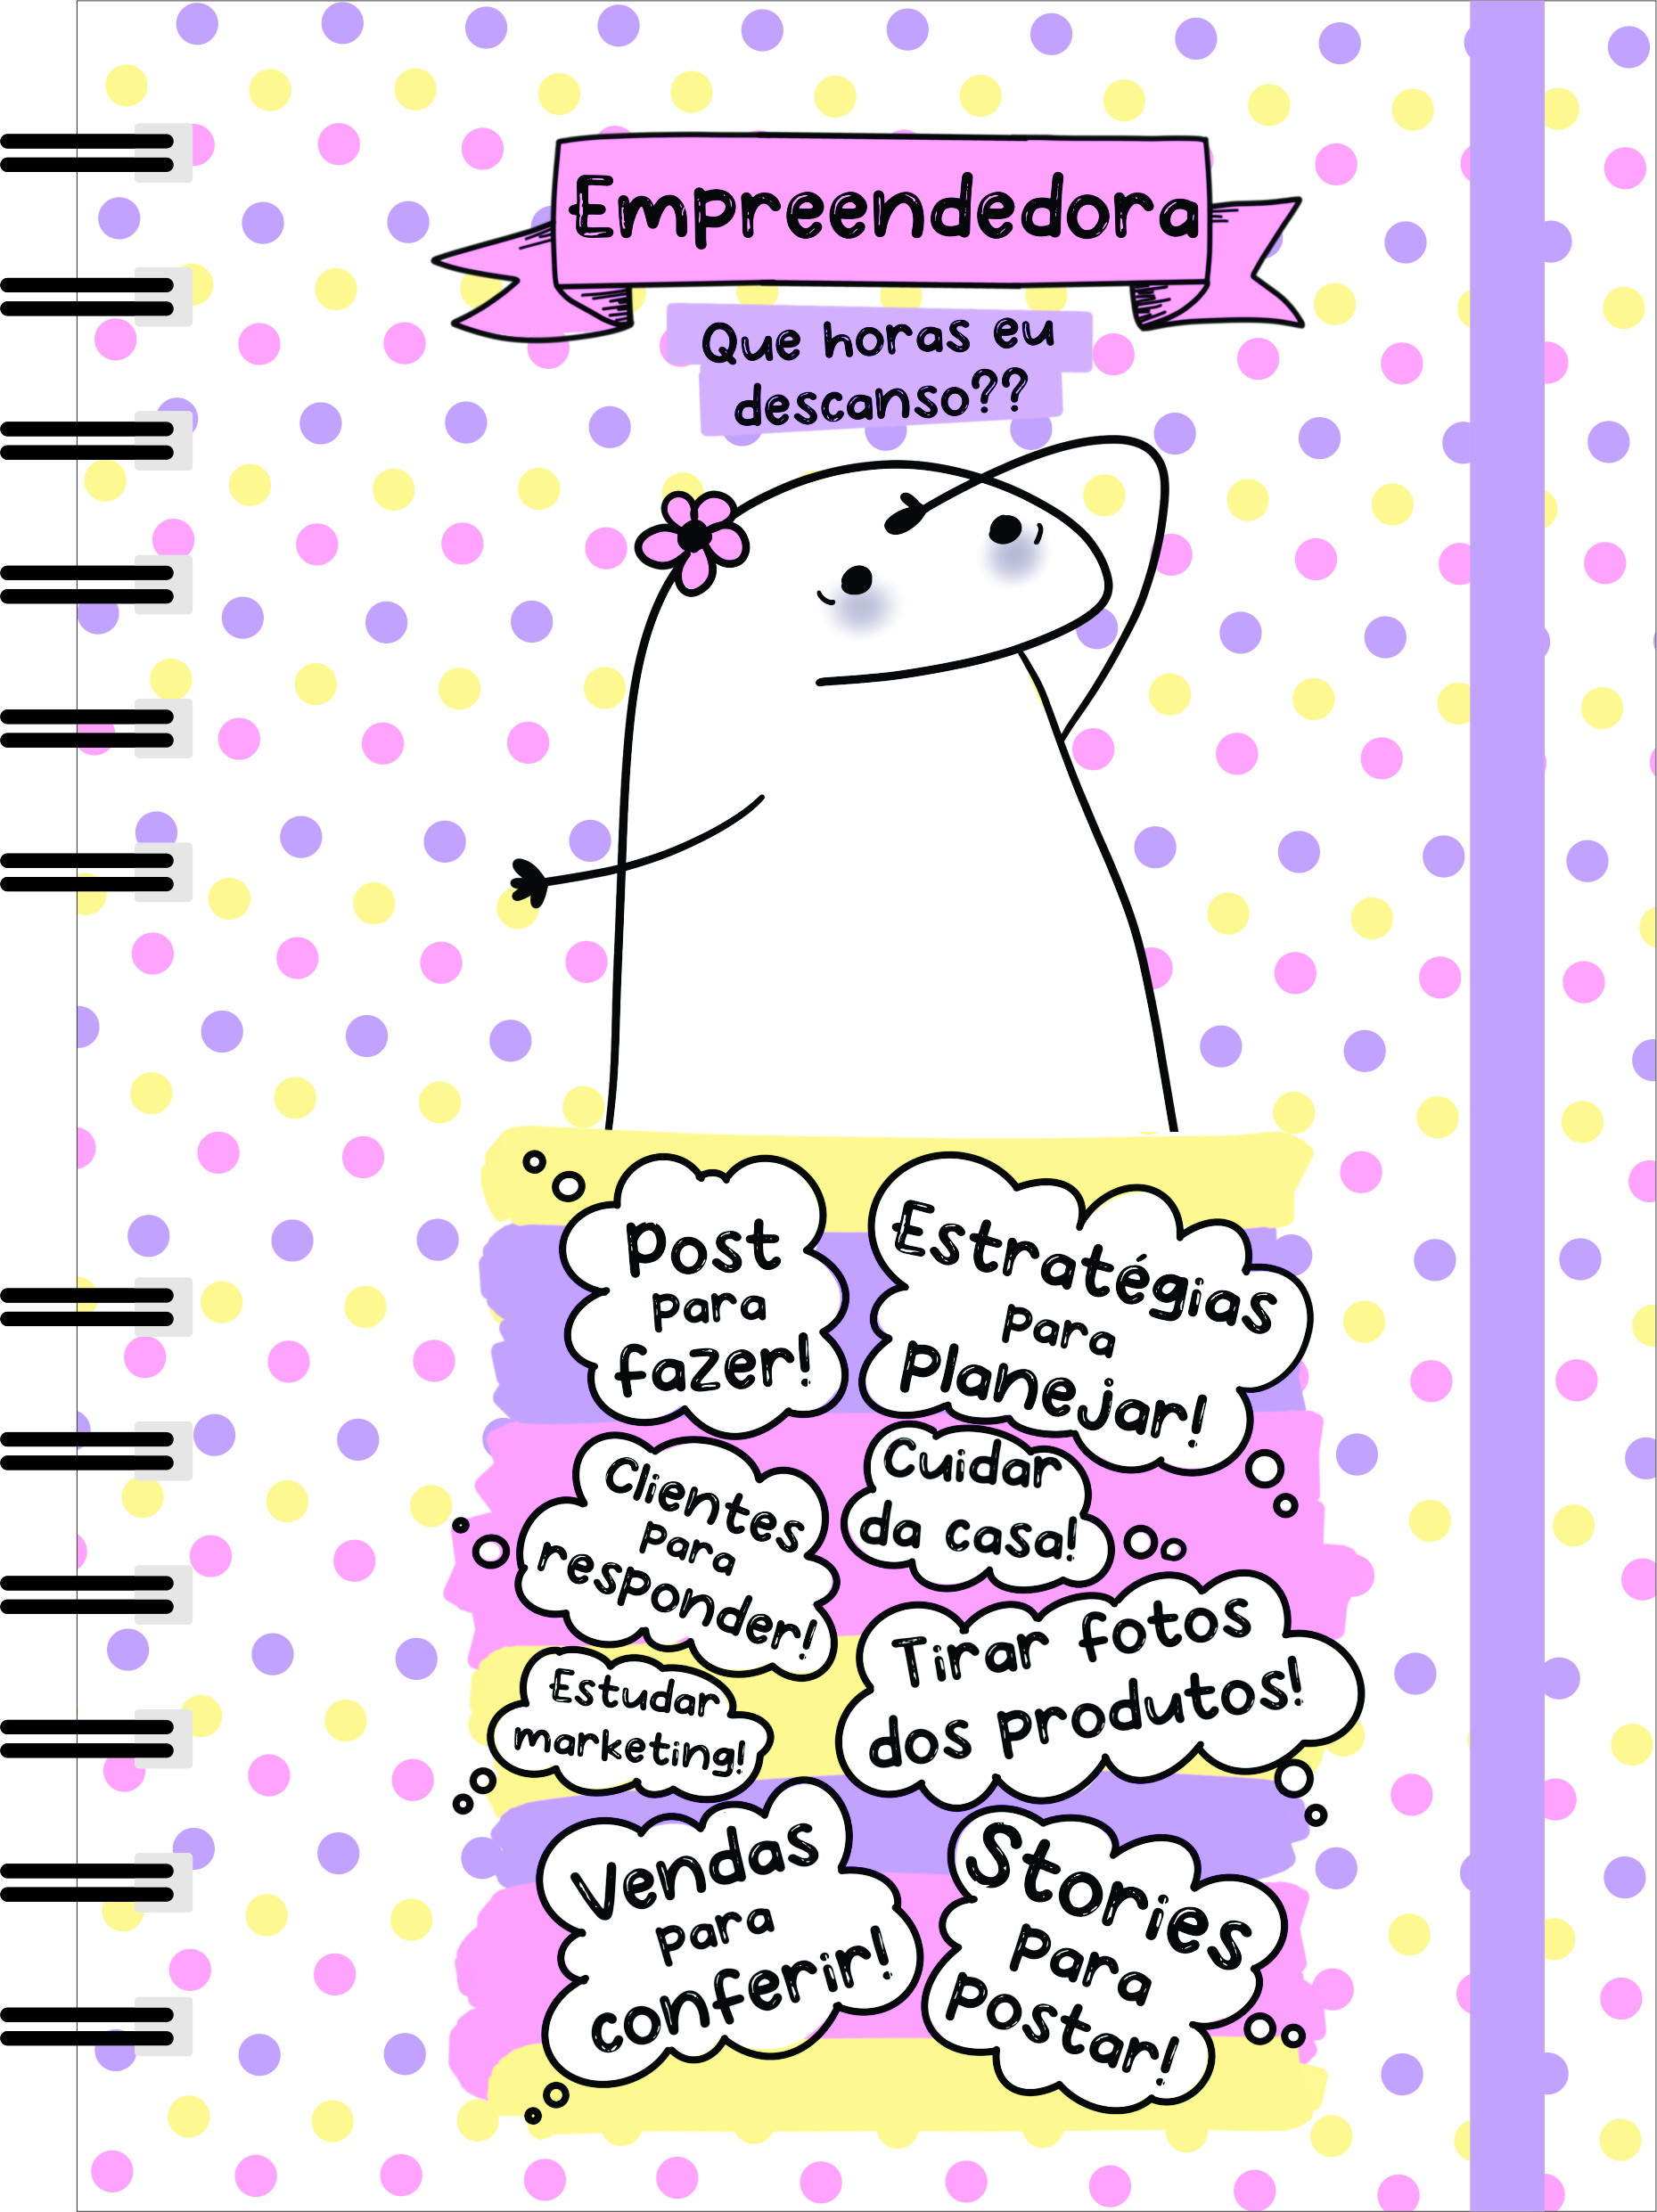 Empreendedora
Que horas eu
descanso??
Post
para
fazer!
Estratégias
para
Planejar!
Clientes
para
responder!
Cuidar
da casa!
Estudar
marketing!
Tirar fotos
dos produtos!
Vendas
para
conferir!
Stories
para
postar!